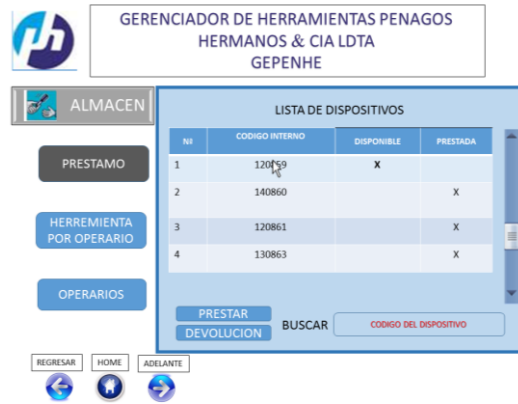 GERENCIADOR DE HERRAMIENTAS PENAGOS
HERMANOS & CIA LDTA
GEPENHE
ALMACEN
LISTA DE DISPOSITIVOS
CODIGO INTERNO DISPONIBLE PRESTADA
1 X
2 140860 X
3 120861 X
4 130863 X
PRESTAMO
HERREMIENTA
POR OPERARIO
OPERARIOS
PRESTAR
DEVOLUCION
BUSCAR
CODIGO DEL DISPOSITIVO
REGRESAR HOME ADELANTE